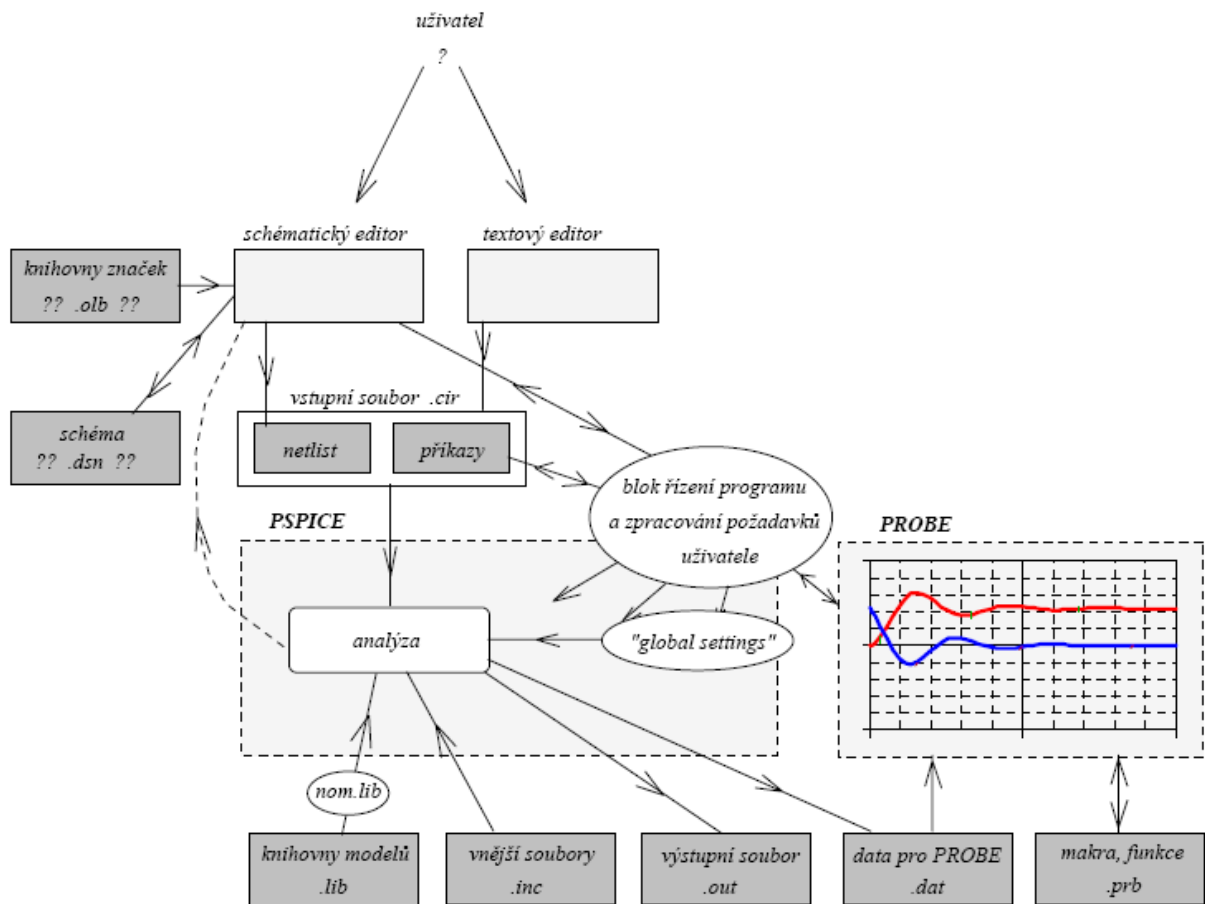 uživatel
?
schématický editor
textový editor
knihovny značek
?? .olb ??
vstupní soubor .cir
schéma
?? .dsn ??
netlist
příkazy
blok řízení programu
a zpracování požadavků
uživatele
PSPICE
PROBE
analýza
"global settings"
nom.lib
knihovny modelů
.lib
vnější soubory
.inc
výstupní soubor
.out
data pro PROBE
.dat
makra, funkce
.prb